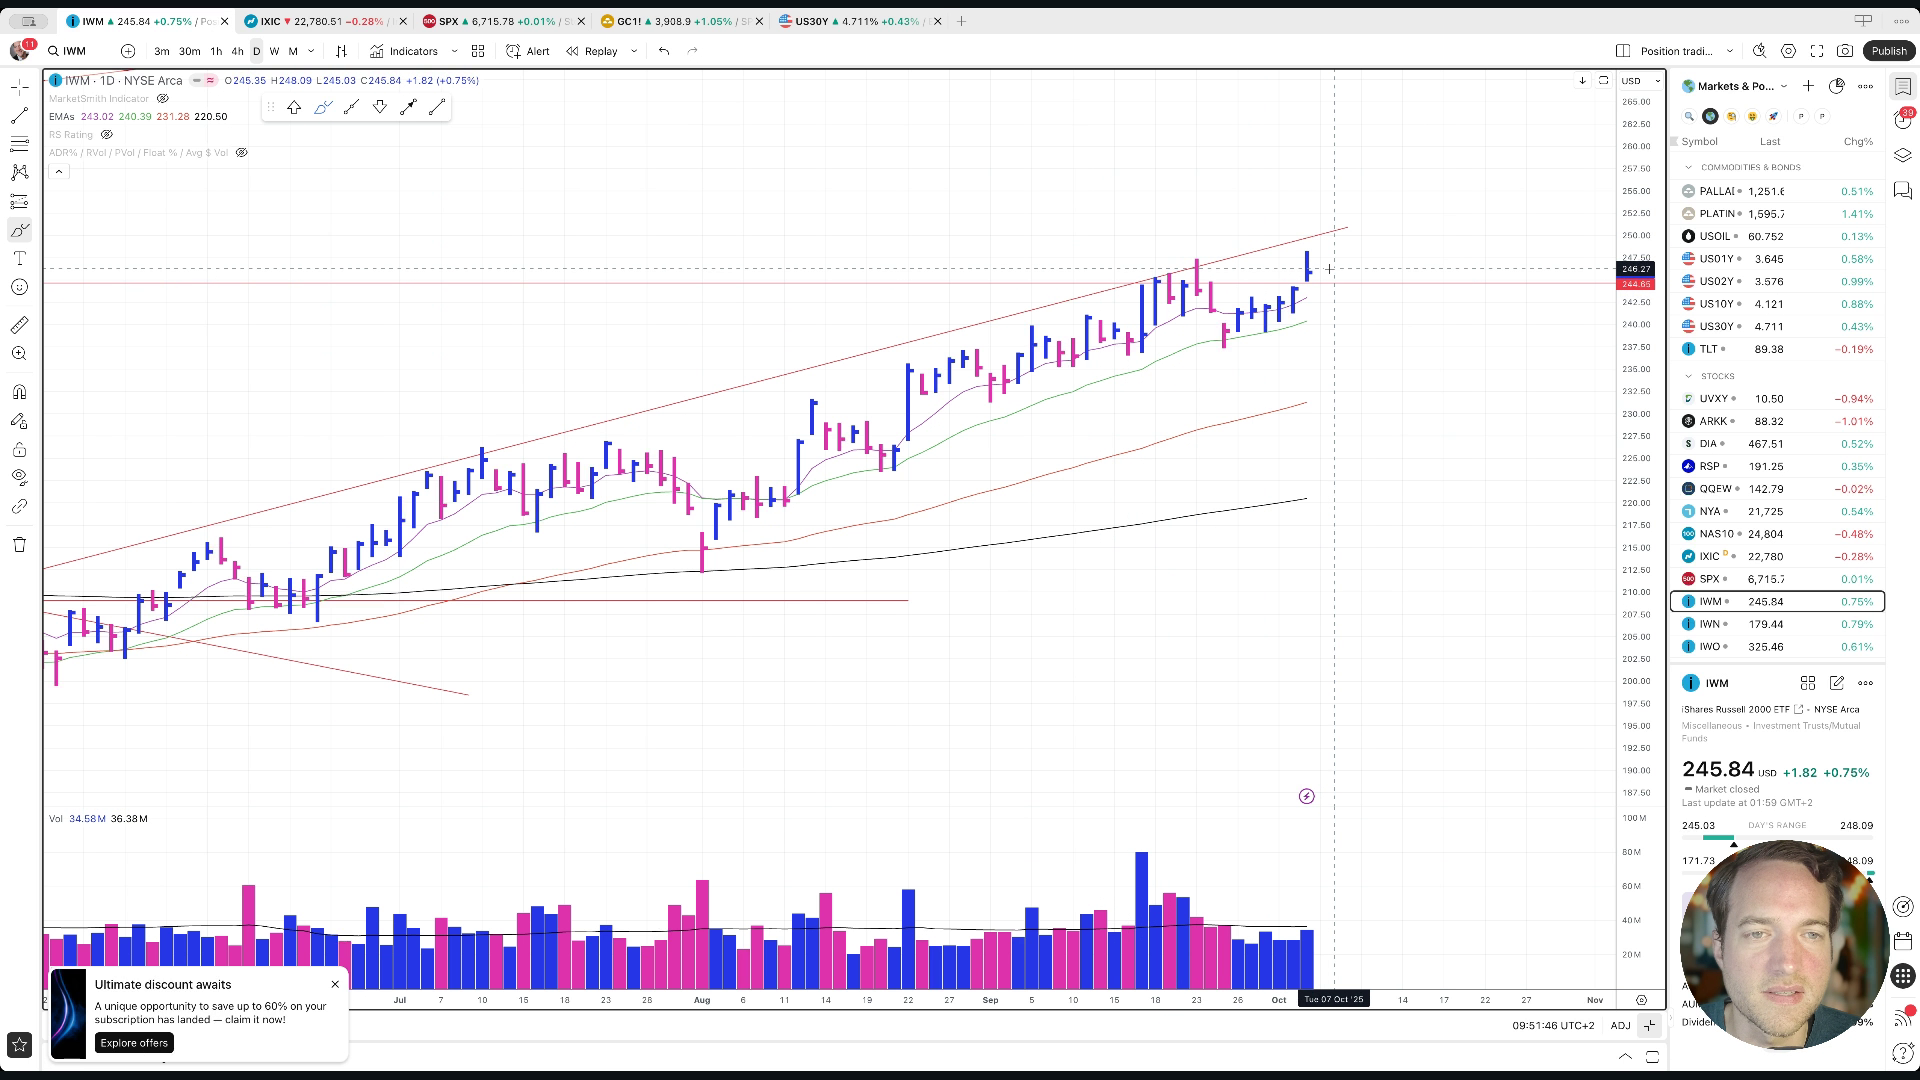 IWM ▲ 245.84 +0.75% / Po
IXIC ▼ 22,780.51 −0.28% /
SPX ▲ 6,715.78 +0.01% / S
GC1! ▲ 3,908.9 +1.05% / SP
US30Y ▲ 4.711% +0.43% /
11
IWM
3m 30m 1h 4h D W M
Indicators
Alert
Replay
Position tradi...
Publish
IWM · 1D · NYSE Arca
O245.35 H248.09 L245.03 C245.84 +1.82 (+0.75%)
MarketSmith Indicator
EMAs 243.02 240.39 231.28 220.50
RS Rating
ADR% / RVol / PVol / Float % / Avg $ Vol
USD
265.00
262.50
260.00
257.50
255.00
252.50
250.00
247.50
246.27
244.65
242.50
240.00
237.50
235.00
232.50
230.00
227.50
225.00
222.50
220.00
217.50
215.00
212.50
210.00
207.50
205.00
202.50
200.00
197.50
195.00
192.50
190.00
187.50
Vol 34.58M 36.38M
100M
80M
60M
40M
20M
Jul 7 10 15 18 23 28 Aug 6 11 14 19 22 27 Sep 5 10 15 18 23 26 Oct Tue 07 Oct '25 14 17 22 27 Nov
Ultimate discount awaits
A unique opportunity to save up to 60% on your
subscription has landed — claim it now!
Explore offers
09:51:46 UTC+2 ADJ
Markets & Po...
P P
Symbol Last Chg%
COMMODITIES & BONDS
PALLA 1,251.6 0.51%
PLATIN 1,595.7 1.41%
USOIL 60.752 0.13%
US01Y 3.645 0.58%
US02Y 3.576 0.99%
US10Y 4.121 0.88%
US30Y 4.711 0.43%
TLT 89.38 −0.19%
STOCKS
UVXY 10.50 −0.94%
ARKK 88.32 −1.01%
DIA 467.51 0.52%
RSP 191.25 0.35%
QQEW 142.79 −0.02%
NYA 21,725 0.54%
NAS10 24,804 −0.48%
IXIC D 22,780 −0.28%
SPX 6,715.7 0.01%
IWM 245.84 0.75%
IWN 179.44 0.79%
IWO 325.46 0.61%
IWM
iShares Russell 2000 ETF • NYSE Arca
Miscellaneous • Investment Trusts/Mutual
Funds
245.84 USD +1.82 +0.75%
Market closed
Last update at 01:59 GMT+2
245.03 DAY'S RANGE 248.09
171.73 48.09
Dividen
39